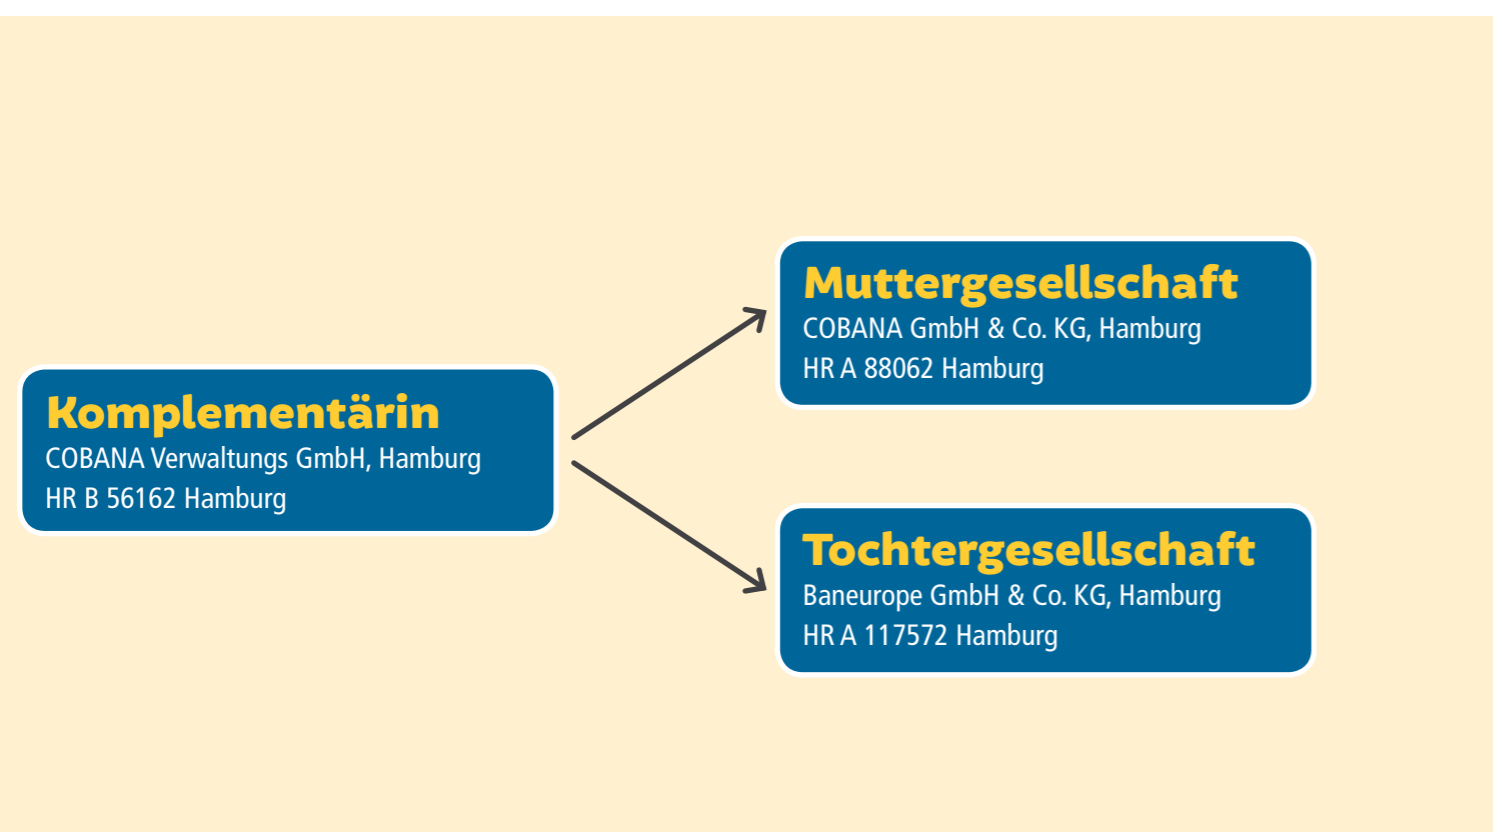 Komplementärin
COBANA Verwaltungs GmbH, Hamburg
HR B 56162 Hamburg
Muttergesellschaft
COBANA GmbH & Co. KG, Hamburg
HR A 88062 Hamburg
Tochtergesellschaft
Baneurope GmbH & Co. KG, Hamburg
HR A 117572 Hamburg